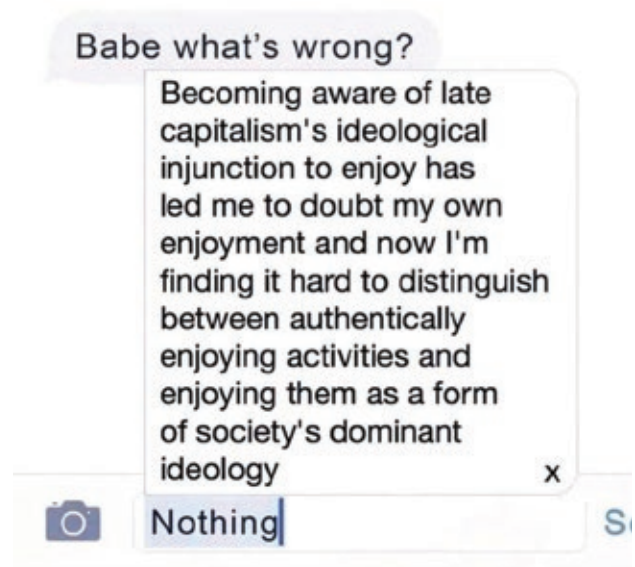 Babe what's wrong?
Becoming aware of late
capitalism's ideological
injunction to enjoy has
led me to doubt my own
enjoyment and now I'm
finding it hard to distinguish
between authentically
enjoying activities and
enjoying them as a form
of society's dominant
ideology
x
Nothing